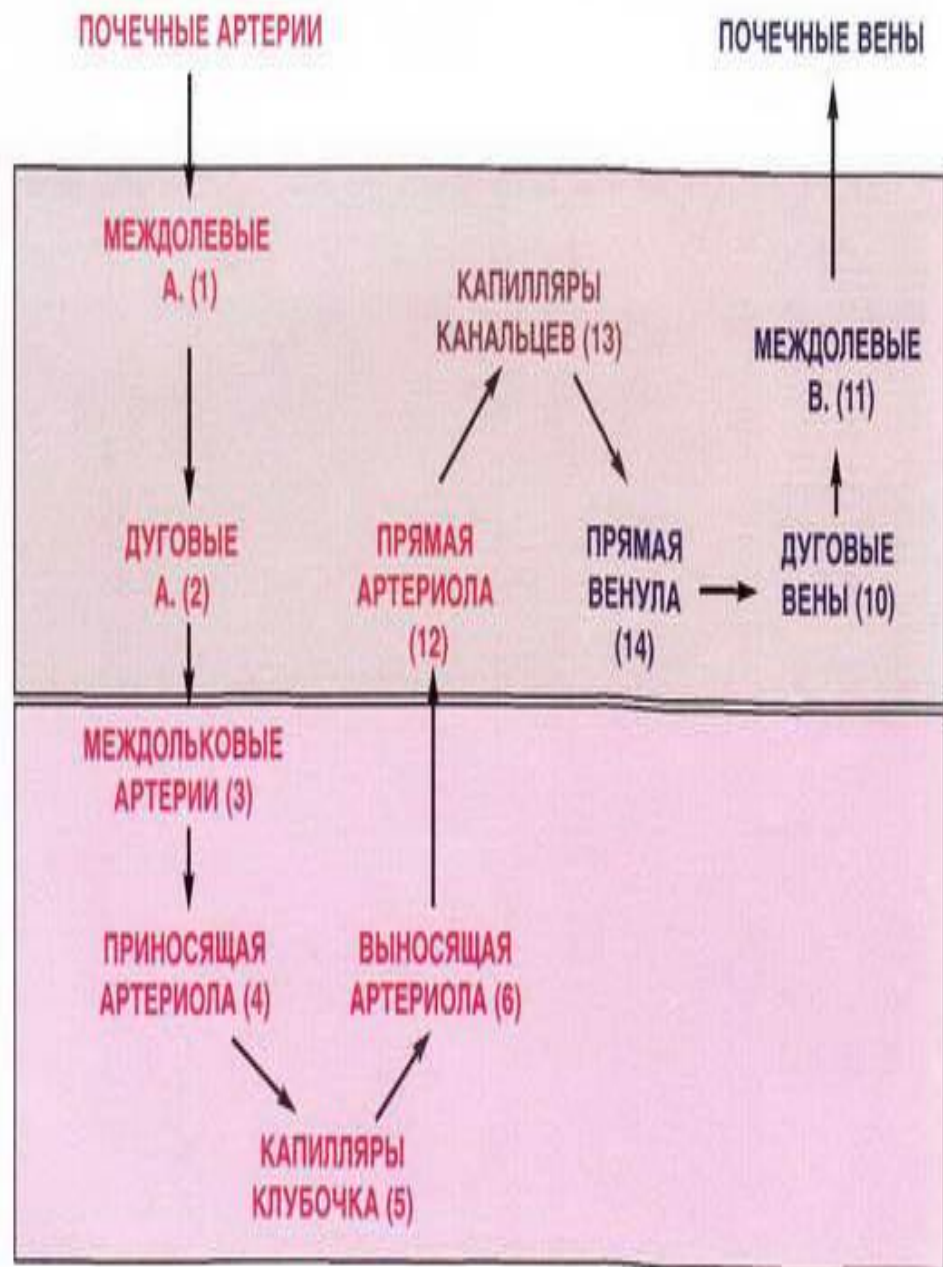 ПОЧЕЧНЫЕ АРТЕРИИ
ПОЧЕЧНЫЕ ВЕНЫ
МЕЖДОЛЕВЫЕ
А. (1)
КАПИЛЛЯРЫ
КАНАЛЬЦЕВ (13)
МЕЖДОЛЕВЫЕ
В. (11)
ДУГОВЫЕ
А. (2)
ПРЯМАЯ
АРТЕРИОЛА
(12)
ПРЯМАЯ
ВЕНУЛА
(14)
ДУГОВЫЕ
ВЕНЫ (10)
МЕЖДОЛЬКОВЫЕ
АРТЕРИИ (3)
ПРИНОСЯЩАЯ
АРТЕРИОЛА (4)
ВЫНОСЯЩАЯ
АРТЕРИОЛА (6)
КАПИЛЛЯРЫ
КЛУБОЧКА (5)